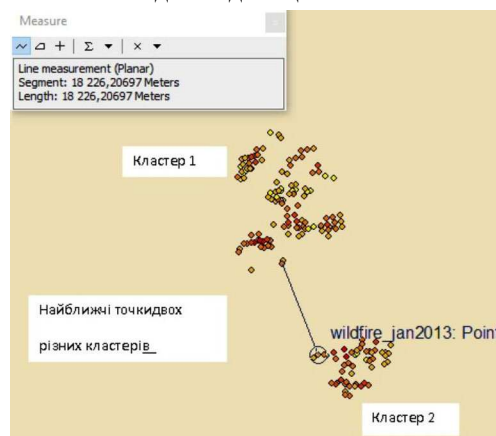 Measure
Σ
Line measurement (Planar)
Segment: 18 226,20697 Meters
Length: 18 226,20697 Meters
Кластер 1
Найближчі точкидвох
різних кластерів_
wildfire_jan2013: Poin
Кластер 2